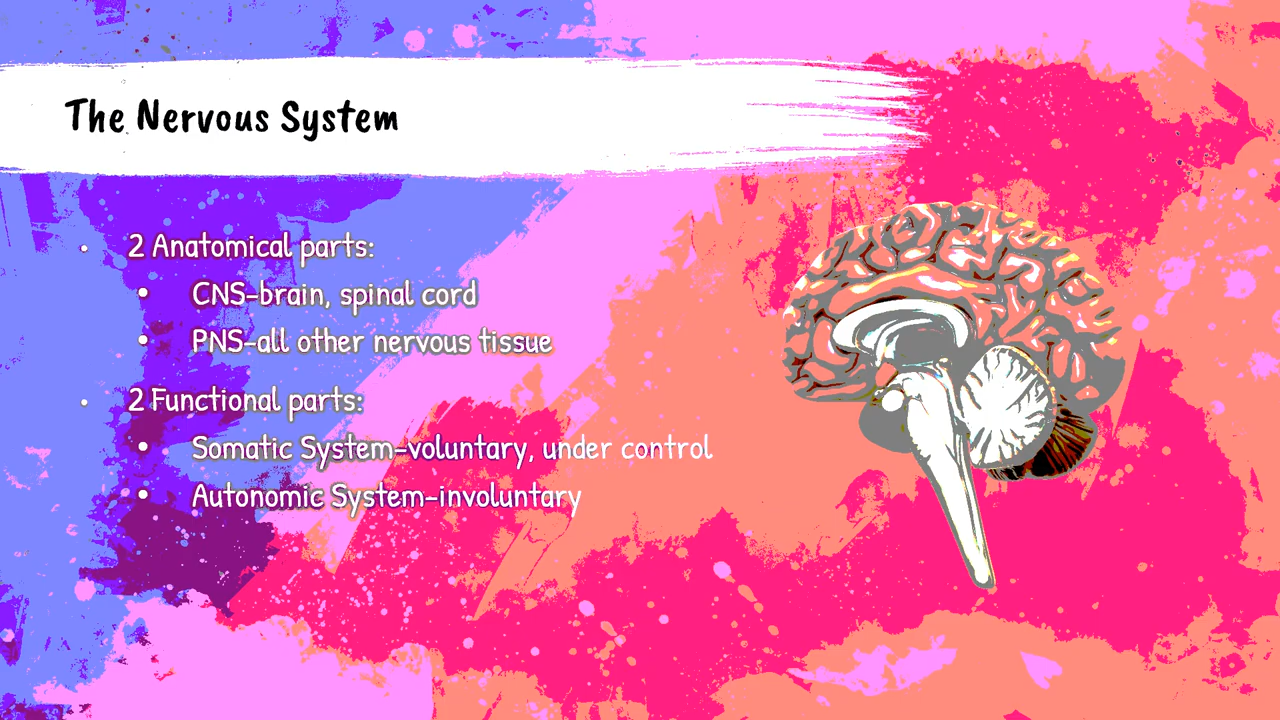 The Nervous System
• 2 Anatomical parts:
• CNS-brain, spinal cord
• PNS-all other nervous tissue
• 2 Functional parts:
• Somatic System-voluntary, under control
• Autonomic System-involuntary